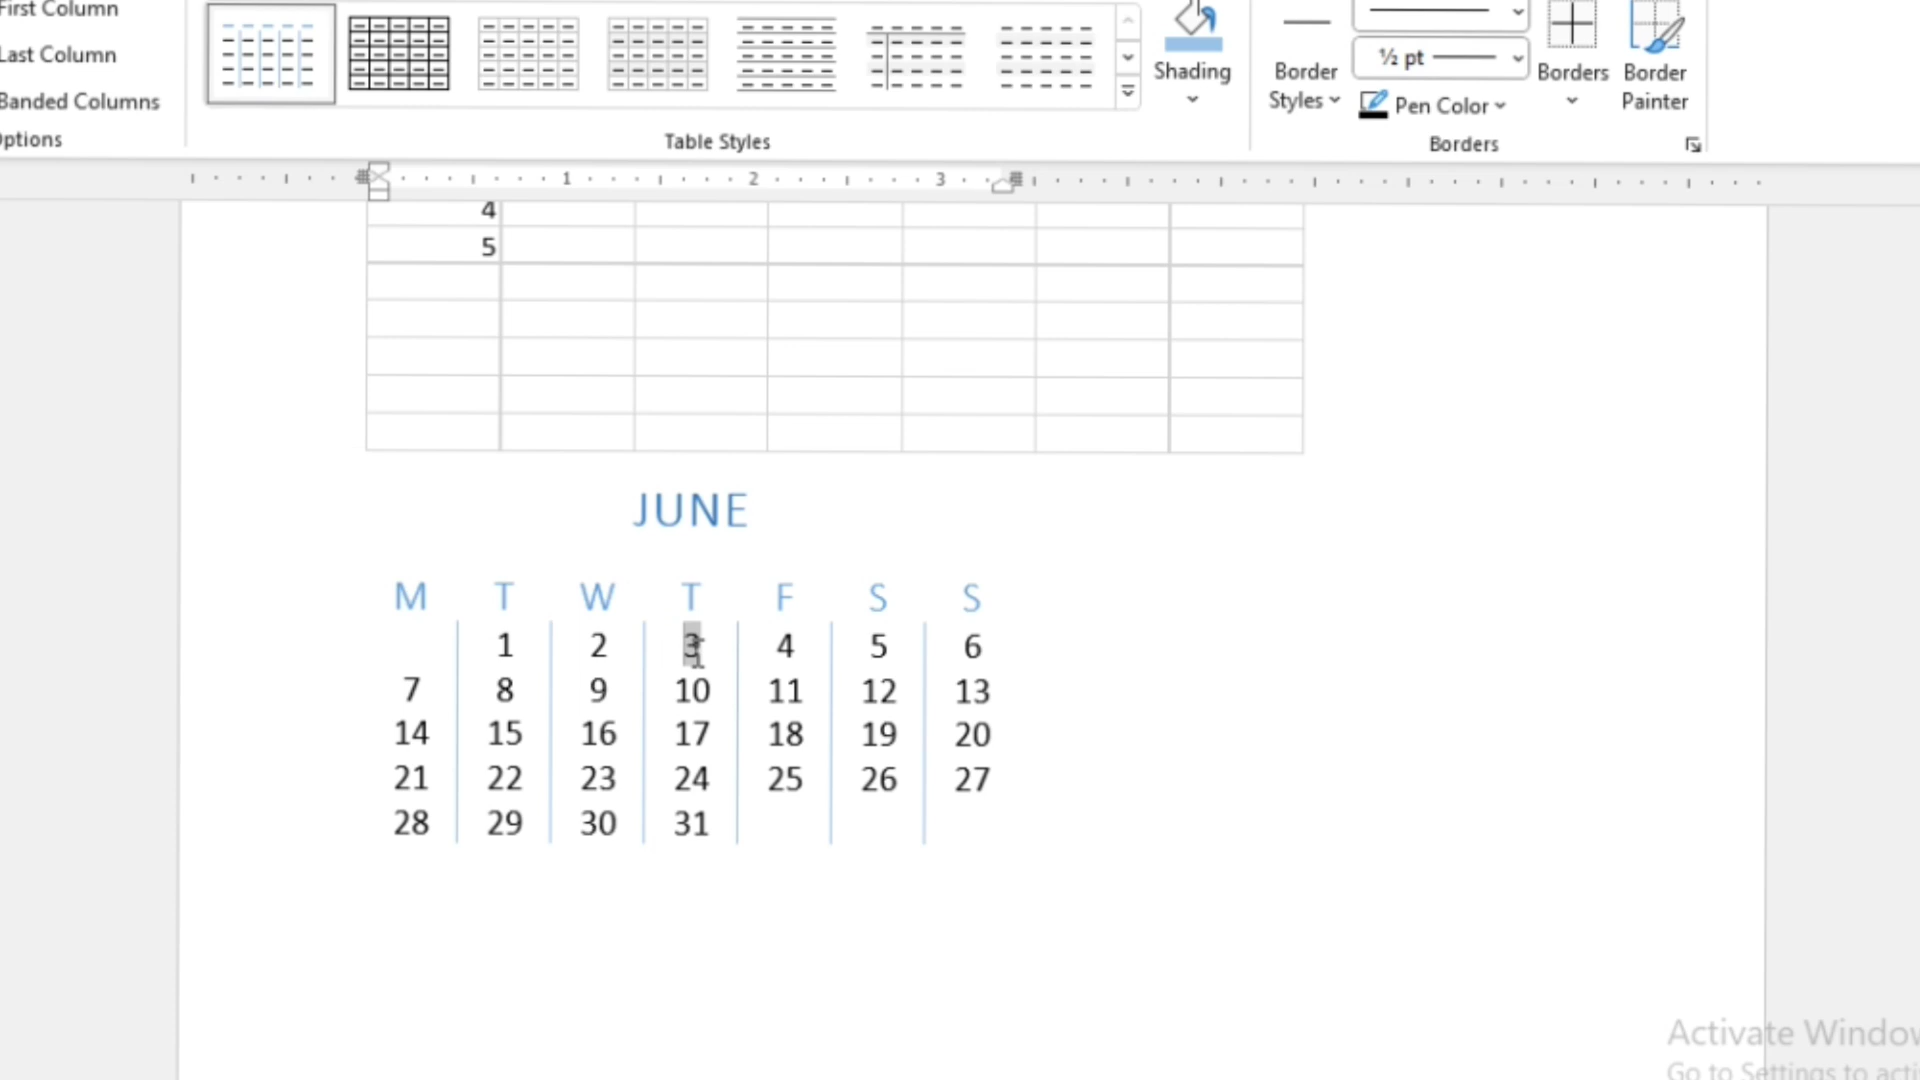 First Column
Last Column
Banded Columns
Options
Table Styles
Shading
Border Styles
½ pt
Pen Color
Borders
Border Painter
Borders
1 2 3
4
5
JUNE
M T W T F S S
1 2 3 4 5 6
7 8 9 10 11 12 13
14 15 16 17 18 19 20
21 22 23 24 25 26 27
28 29 30 31
Activate Window
Go to Settings to acti